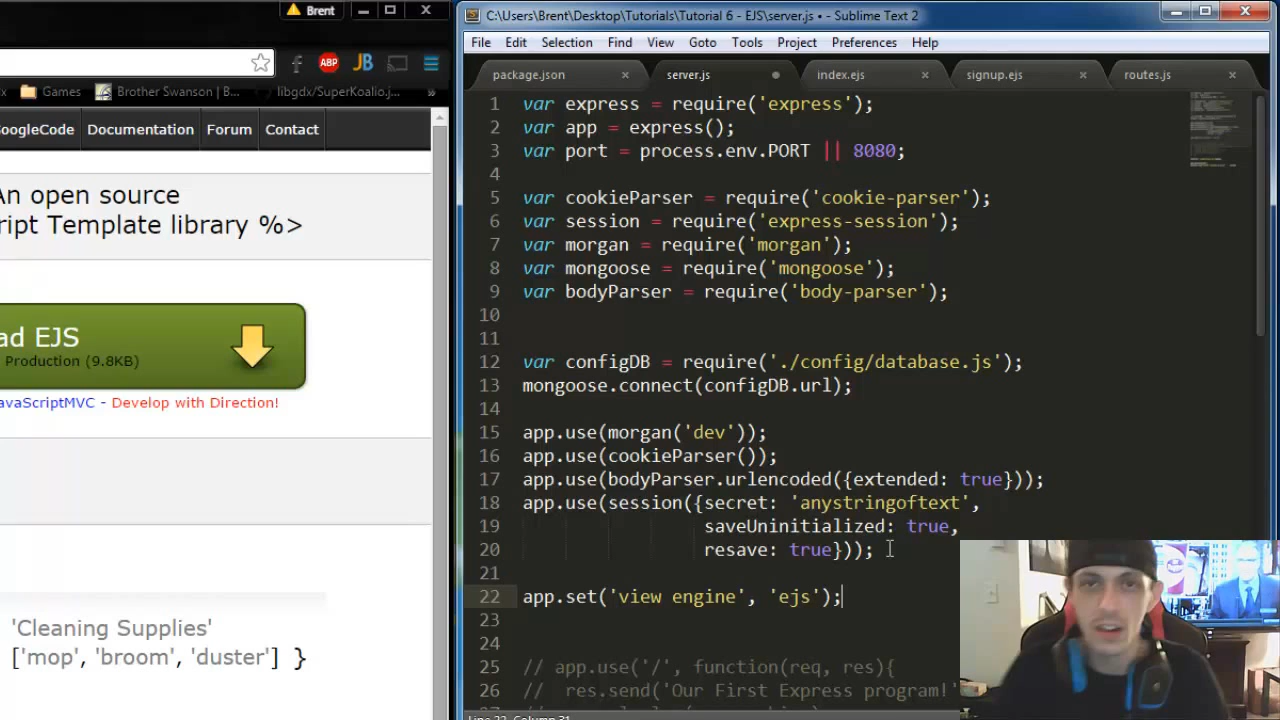 Brent
ABP
JB
Games
Brother Swanson | B...
libgdx/SuperKoalio.j...
»
GoogleCode
Documentation
Forum
Contact
An open source
ript Template library %>
ad EJS
Production (9.8KB)
avaScriptMVC - Develop with Direction!
'Cleaning Supplies'
['mop', 'broom', 'duster'] }
C:\Users\Brent\Desktop\Tutorials\Tutorial 6 - EJS\server.js • - Sublime Text 2
File Edit Selection Find View Goto Tools Project Preferences Help
package.json server.js index.ejs signup.ejs routes.js
1 var express = require('express');
2 var app = express();
3 var port = process.env.PORT || 8080;
4
5 var cookieParser = require('cookie-parser');
6 var session = require('express-session');
7 var morgan = require('morgan');
8 var mongoose = require('mongoose');
9 var bodyParser = require('body-parser');
10
11
12 var configDB = require('./config/database.js');
13 mongoose.connect(configDB.url);
14
15 app.use(morgan('dev'));
16 app.use(cookieParser());
17 app.use(bodyParser.urlencoded({extended: true}));
18 app.use(session({secret: 'anystringoftext',
19 saveUninitialized: true,
20 resave: true}));
21
22 app.set('view engine', 'ejs');
23
24
25 // app.use('/', function(req, res){
26 // res.send('Our First Express program!'